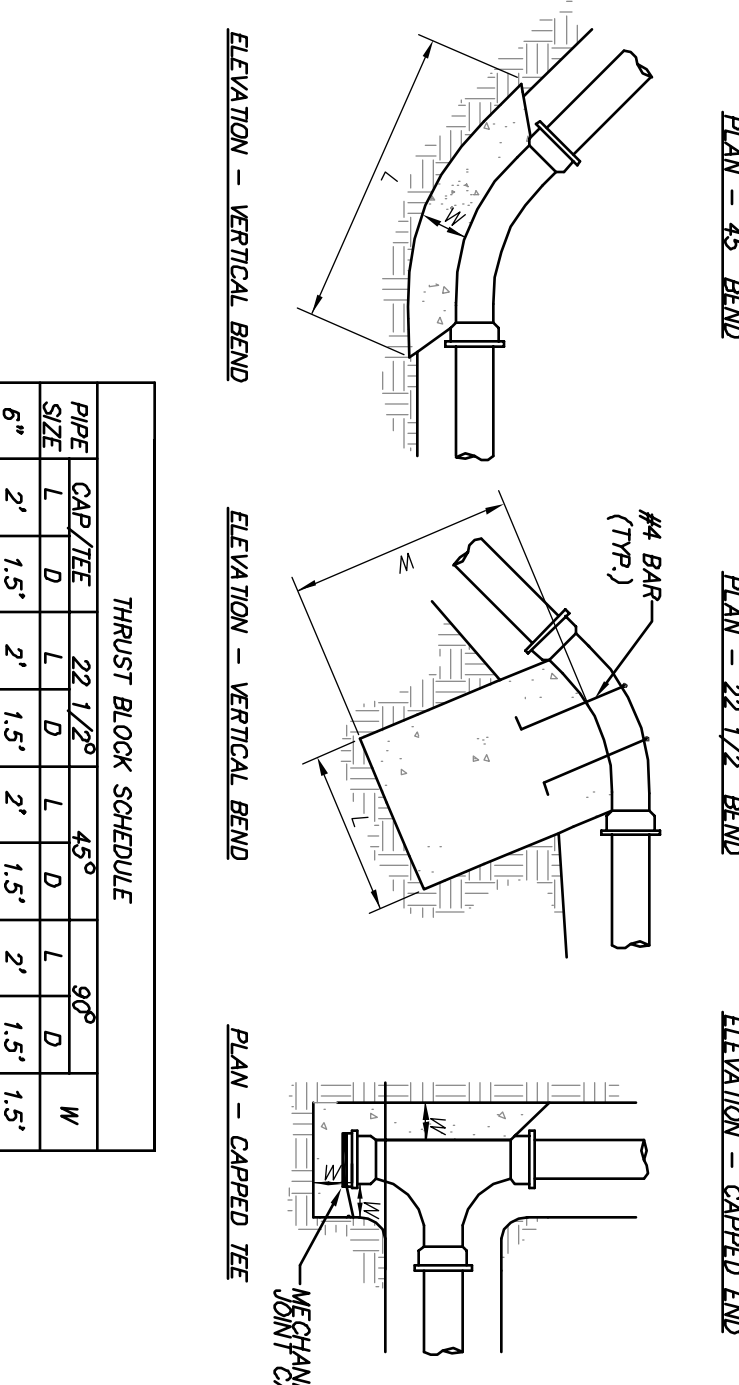 PLAN - 45 BEND
PLAN - 22 1/2 BEND
ELEVATION - CAPPED END
L
W
#4 BAR
(TYP.)
W
L
W
W
W
MECHAN
JOINT C
ELEVATION - VERTICAL BEND
ELEVATION - VERTICAL BEND
PLAN - CAPPED TEE
THRUST BLOCK SCHEDULE
PIPE SIZE CAP/TEE 22 1/2° 45° 90° W
L D L D L D L D
6" 2' 1.5' 2' 1.5' 2' 1.5' 2' 1.5' 1.5'